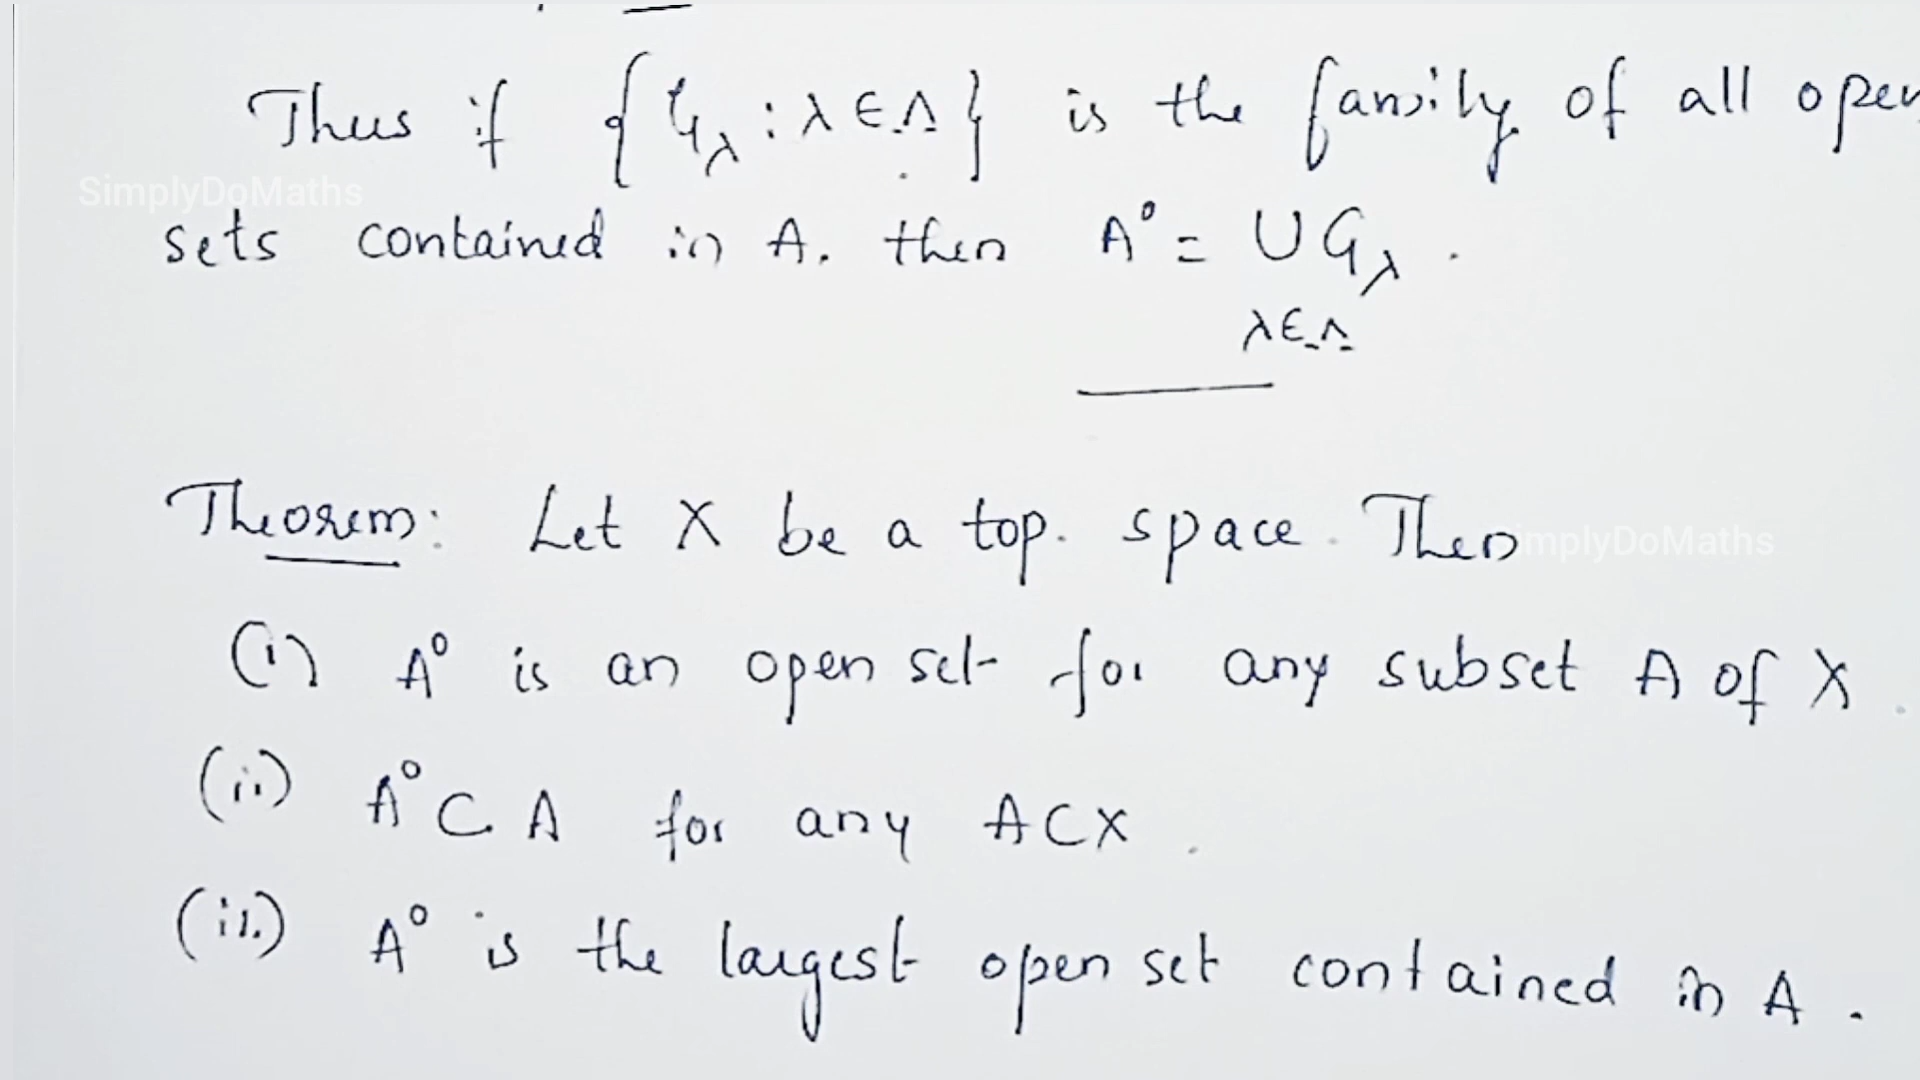 Thus if {G_λ : λ ∈ Λ} is the family of all open
SimplyDoMaths
sets contained in A. then A° = ∪ G_λ .
λ ∈ Λ
Theorem: Let X be a top. space. Then
implyDoMaths
(i) A° is an open set for any subset A of X .
(ii) A° ⊂ A for any A ⊂ X .
(iii) A° is the largest open set contained in A .